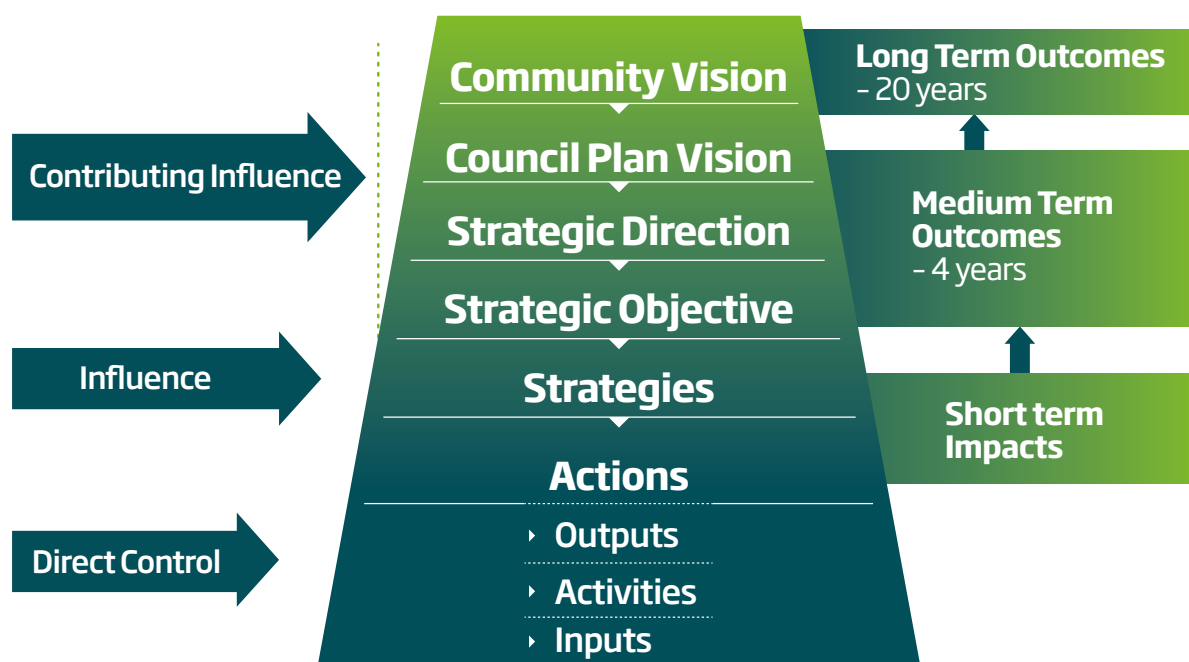 Contributing Influence
Influence
Direct Control
Community Vision
Council Plan Vision
Strategic Direction
Strategic Objective
Strategies
Actions
Outputs
Activities
Inputs
Long Term Outcomes
– 20 years
Medium Term
Outcomes
– 4 years
Short term
Impacts